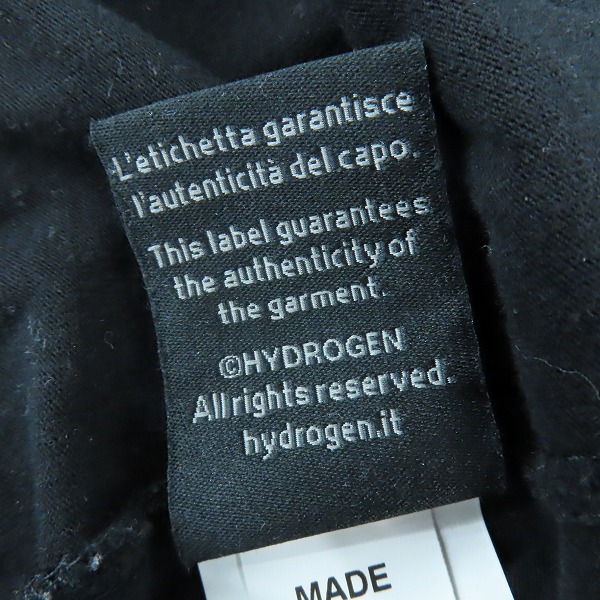 L'etichetta garantisce
l'autenticità del capo.
This label guarantees
the authenticity of
the garment.
©HYDROGEN
All rights reserved.
hydrogen.it
MADE